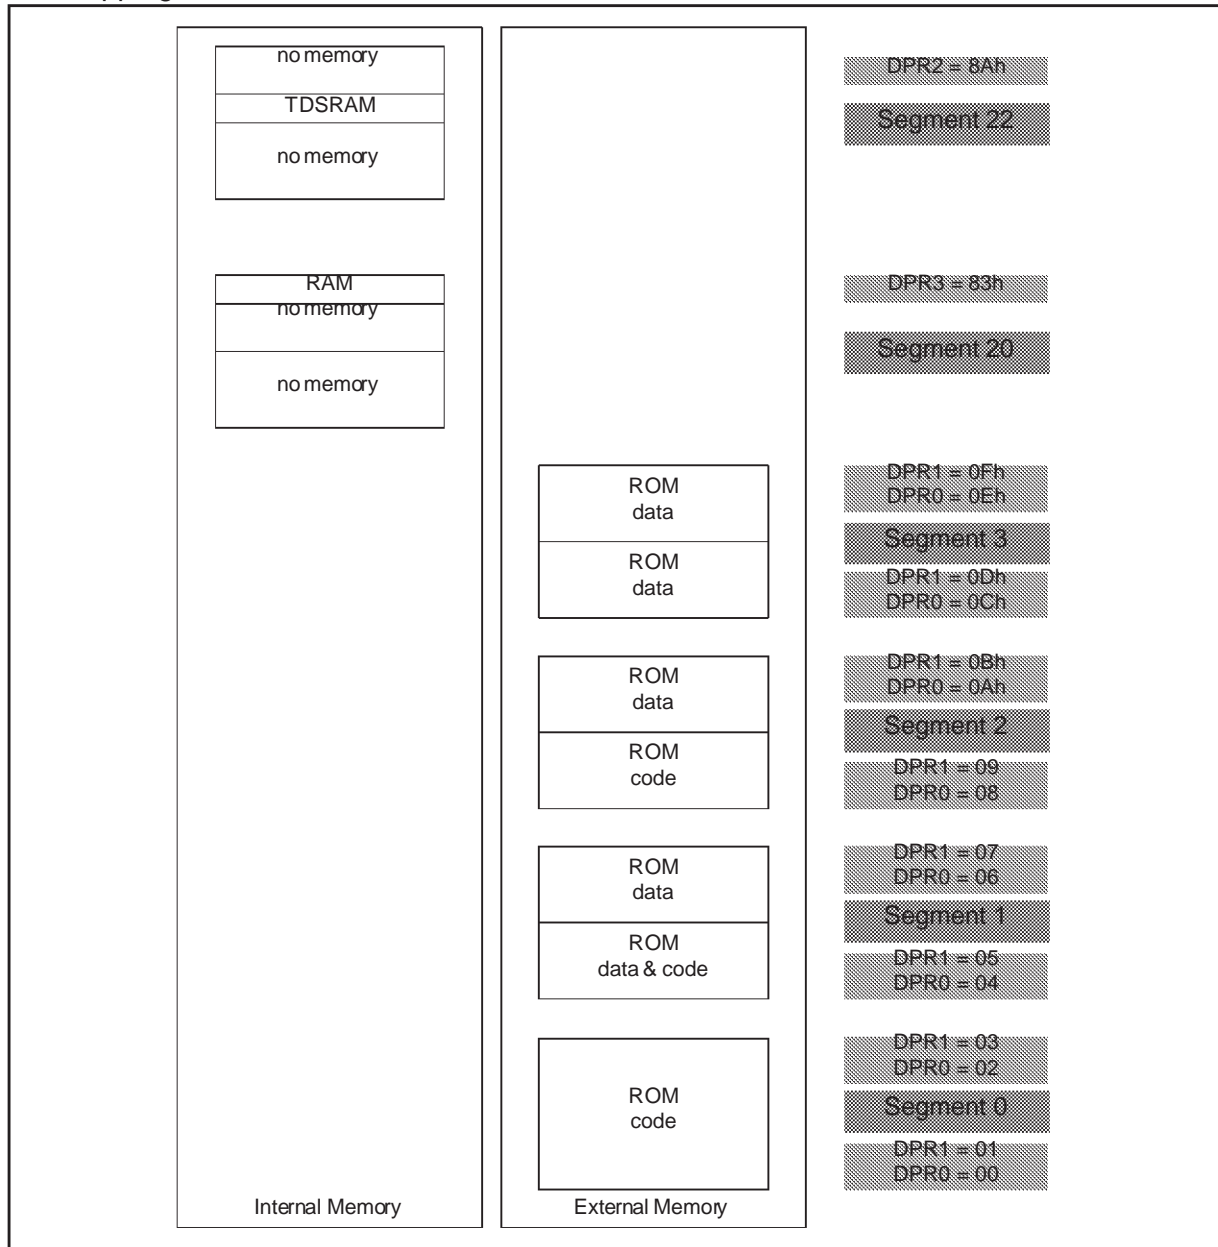 no memory
TDSRAM
no memory
RAM
no memory
no memory
Internal Memory
ROM
data
ROM
data
ROM
data
ROM
code
ROM
data
ROM
data & code
ROM
code
External Memory
DPR2 = 8Ah
Segment 22
DPR3 = 83h
Segment 20
DPR1 = 0Fh
DPR0 = 0Eh
Segment 3
DPR1 = 0Dh
DPR0 = 0Ch
DPR1 = 0Bh
DPR0 = 0Ah
Segment 2
DPR1 = 09
DPR0 = 08
DPR1 = 07
DPR0 = 06
Segment 1
DPR1 = 05
DPR0 = 04
DPR1 = 03
DPR0 = 02
Segment 0
DPR1 = 01
DPR0 = 00